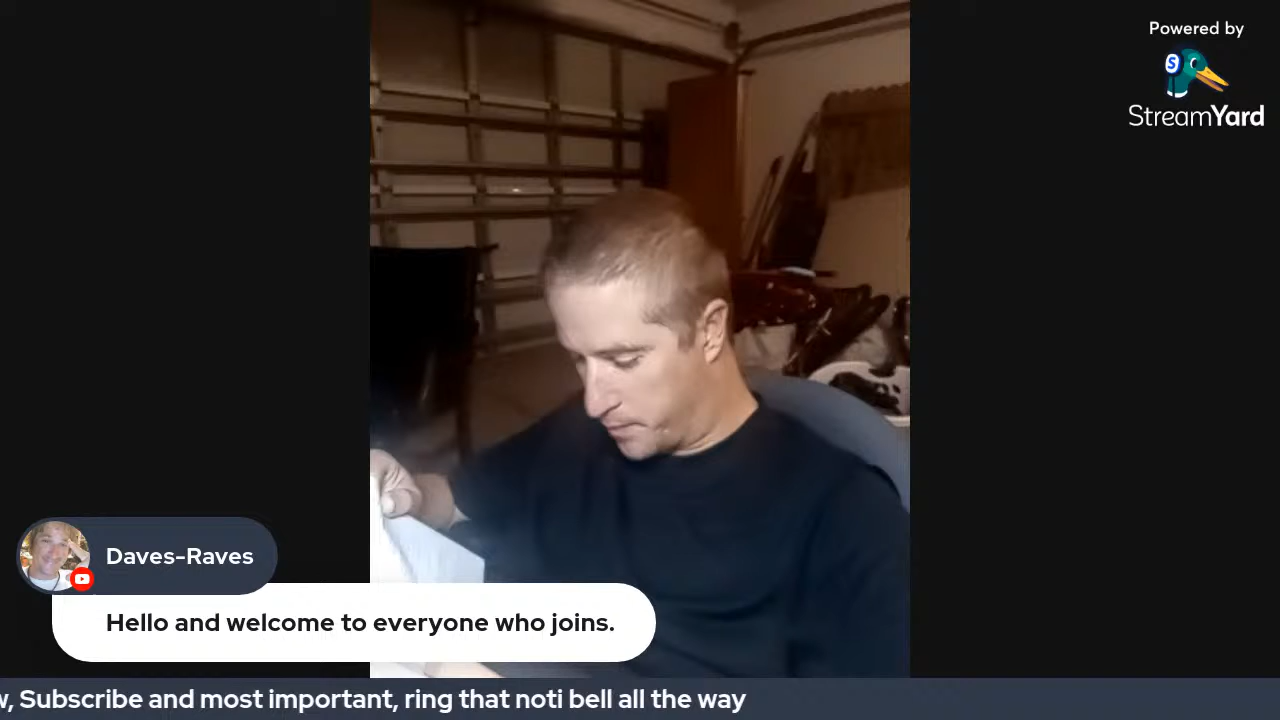 Powered by
StreamYard
Daves-Raves
Hello and welcome to everyone who joins.
, Subscribe and most important, ring that noti bell all the way